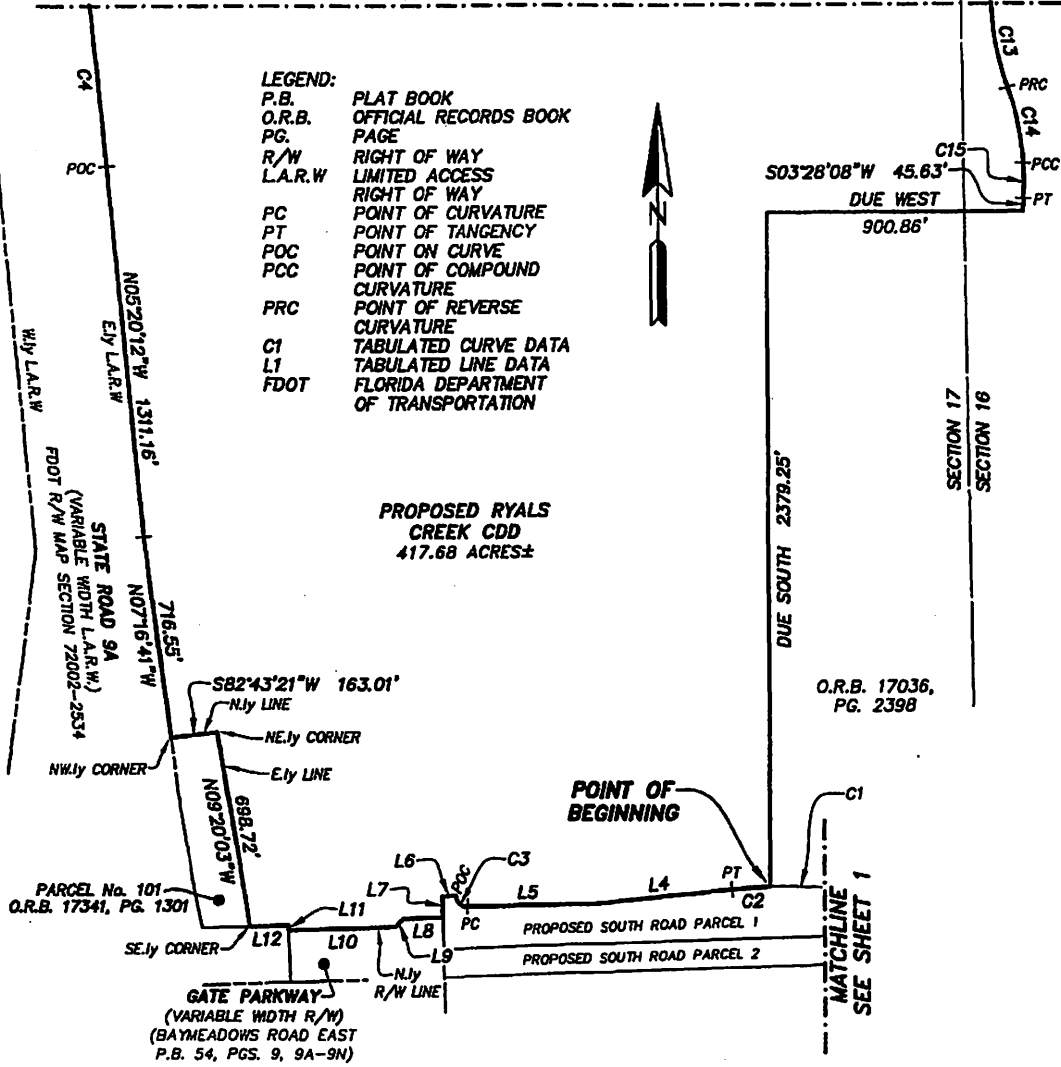 C4
C13
PRC
C14
PCC
C15
S03°28'08"W 45.63'
PT
DUE WEST
900.86'
LEGEND:
P.B. PLAT BOOK
O.R.B. OFFICIAL RECORDS BOOK
PG. PAGE
R/W RIGHT OF WAY
L.A.R.W LIMITED ACCESS
RIGHT OF WAY
PC POINT OF CURVATURE
PT POINT OF TANGENCY
POC POINT ON CURVE
PCC POINT OF COMPOUND
CURVATURE
PRC POINT OF REVERSE
CURVATURE
C1 TABULATED CURVE DATA
L1 TABULATED LINE DATA
FDOT FLORIDA DEPARTMENT
OF TRANSPORTATION
N
POC
N05°20'12"W 1311.16'
E.ly L.A.R.W
W.ly L.A.R.W
SECTION 17
SECTION 16
DUE SOUTH 2379.25'
PROPOSED RYALS
CREEK CDD
417.68 ACRES±
STATE ROAD 9A
(VARIABLE WIDTH L.A.R.W.)
FDOT R/W MAP SECTION 72002-2534
716.55'
N07°16'41"W
S82°43'21"W 163.01'
N.ly LINE
NE.ly CORNER
NW.ly CORNER
E.ly LINE
O.R.B. 17036,
PG. 2398
698.72'
N09°20'03"W
POINT OF
BEGINNING
C1
PARCEL No. 101
O.R.B. 17341, PG. 1301
SE.ly CORNER
L12
L11
L10
L9
L8
L7
L6
POC
C3
PC
L5
L4
PT
C2
PROPOSED SOUTH ROAD PARCEL 1
PROPOSED SOUTH ROAD PARCEL 2
N.ly
R/W LINE
MATCHLINE
SEE SHEET 1
GATE PARKWAY
(VARIABLE WIDTH R/W)
(BAYMEADOWS ROAD EAST
P.B. 54, PGS. 9, 9A-9N)